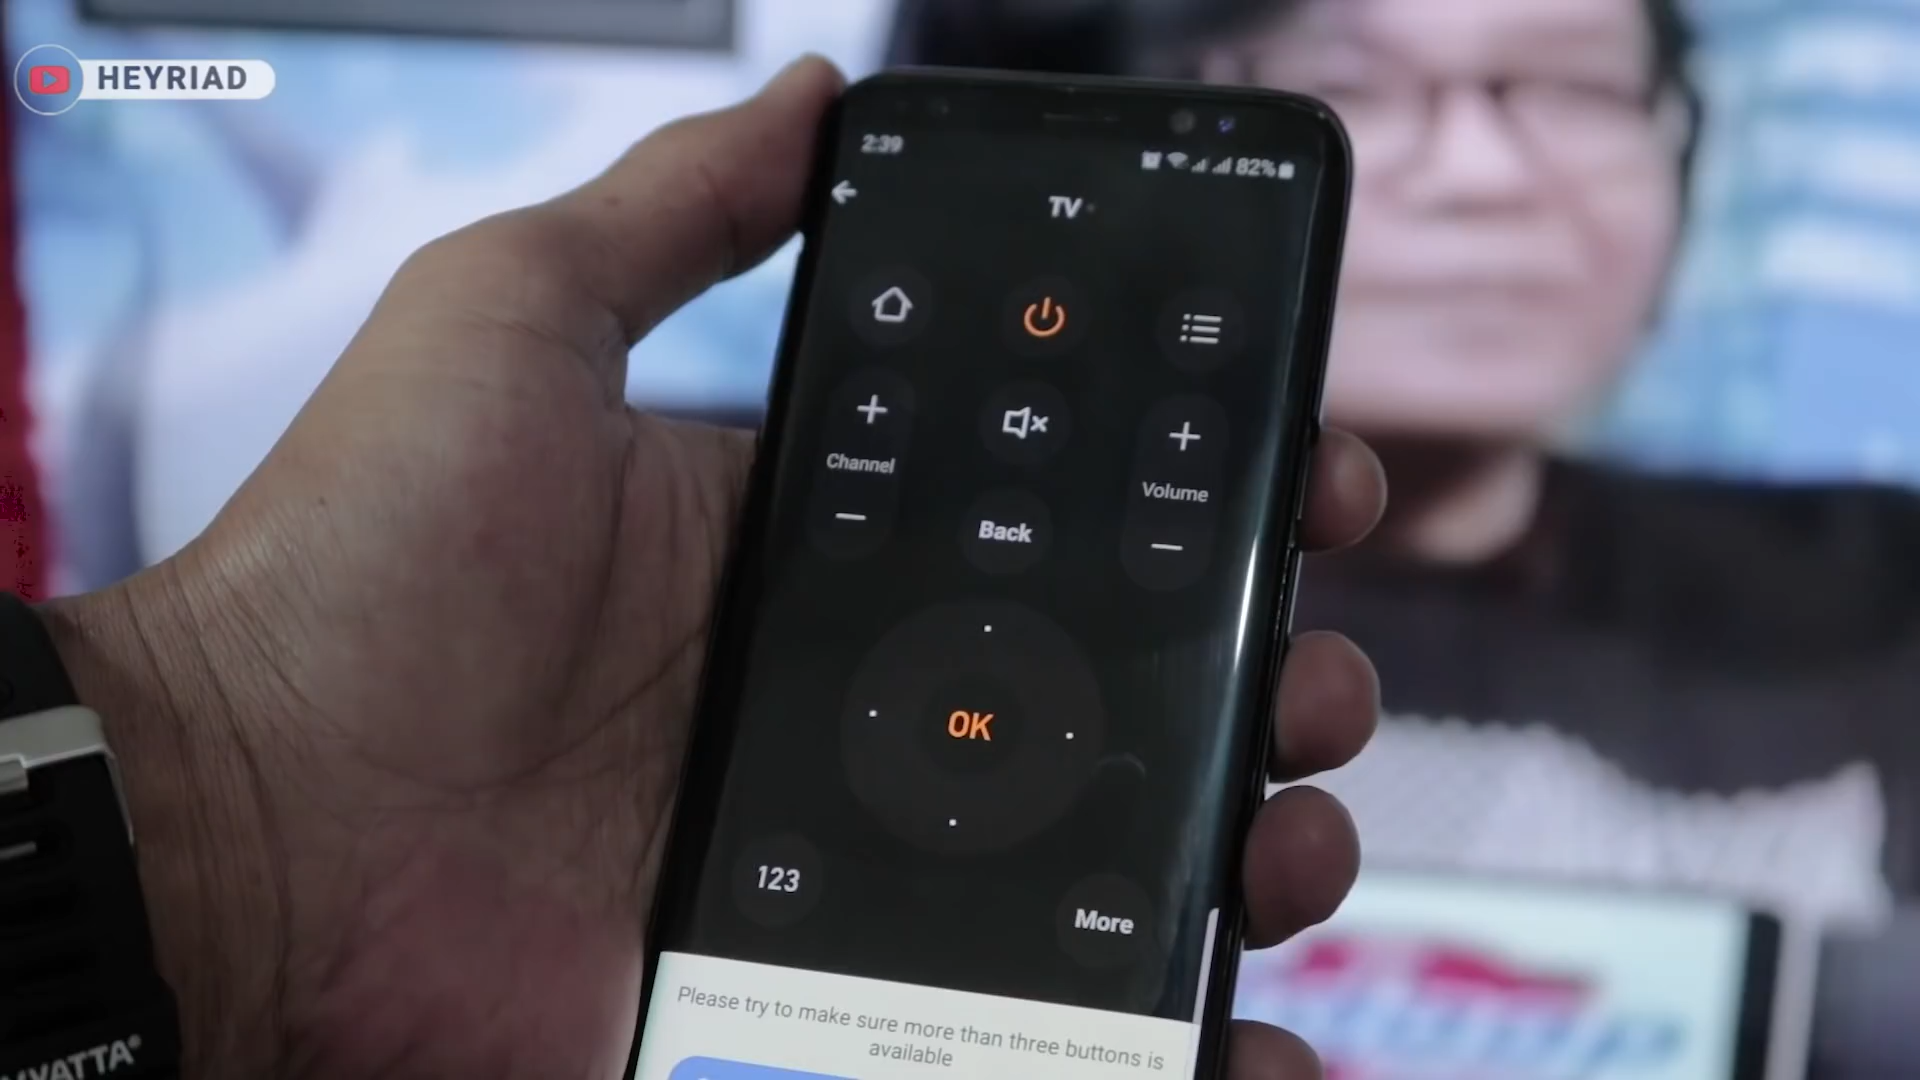 HEYRIAD
2:39
82%
TV
Channel
Volume
Back
OK
123
More
Please try to make sure more than three buttons is
available